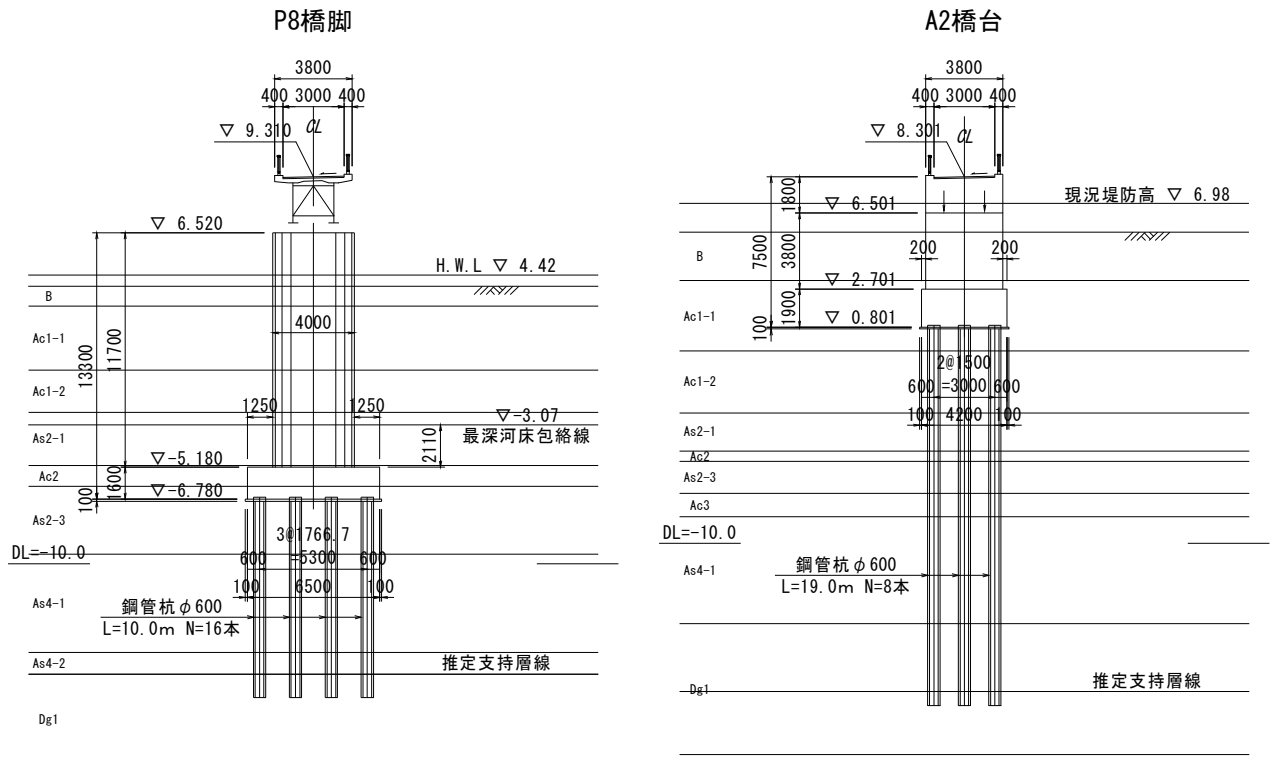 P8橋脚
3800
400 3000 400
▽ 9.310
CL
▽ 6.520
H.W.L ▽ 4.42
B
Ac1-1
4000
13300
11700
Ac1-2
1250
1250
▽-3.07
最深河床包絡線
As2-1
2110
▽-5.180
Ac2
1600
▽-6.780
100
As2-3
3@1766.7
DL=-10.0
600 =5300 600
100 6500 100
As4-1
鋼管杭φ600
L=10.0m N=16本
As4-2
推定支持層線
Dg1
A2橋台
3800
400 3000 400
▽ 8.301
CL
1800
現況堤防高 ▽ 6.98
▽ 6.501
7500
3800
B
200
200
▽ 2.701
1900
Ac1-1
▽ 0.801
100
2@1500
Ac1-2
600 =3000 600
100 4200 100
As2-1
Ac2
As2-3
Ac3
DL=-10.0
As4-1
鋼管杭φ600
L=19.0m N=8本
推定支持層線
Dg1